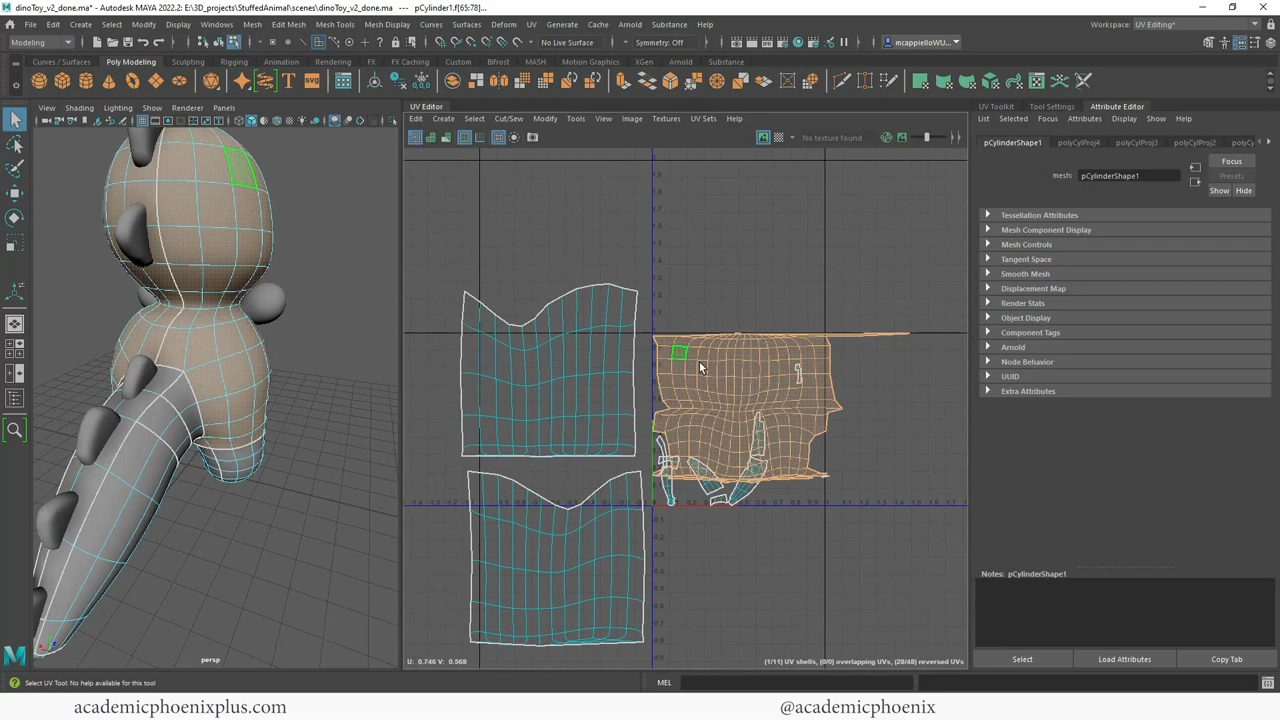 dinoToy_v2_done.ma* - Autodesk MAYA 2022.2: E:\3D_projects\StuffedAnimal\scenes\dinoToy_v2_done.ma* --- pCylinder1.f[65:78]...
File Edit Create Select Modify Display Windows Mesh Edit Mesh Mesh Tools Mesh Display Curves Surfaces Deform UV Generate Cache Arnold Substance Help
Workspace: UV Editing*
Modeling
No Live Surface
Symmetry: Off
mcappielloWU...
Curves / Surfaces Poly Modeling Sculpting Rigging Animation Rendering FX FX Caching Custom Bifrost MASH Motion Graphics XGen Arnold Substance
SVG
0,0,0
View Shading Lighting Show Renderer Panels
UV Editor
Edit Create Select Cut/Sew Modify Tools View Image Textures UV Sets Help
No texture found
UV Toolkit Tool Settings Attribute Editor
List Selected Focus Attributes Display Show Help
pCylinderShape1 polyCylProj4 polyCylProj3 polyCylProj2 polyCy
mesh: pCylinderShape1
Focus
Presets
Show Hide
Tessellation Attributes
Mesh Component Display
Mesh Controls
Tangent Space
Smooth Mesh
Displacement Map
Render Stats
Object Display
Component Tags
Arnold
Node Behavior
UUID
Extra Attributes
Notes: pCylinderShape1
persp
U: 0.746 V: 0.568
(1/11) UV shells, (0/0) overlapping UVs, (28/48) reversed UVs
Select Load Attributes Copy Tab
Select UV Tool: No help available for this tool
MEL
academicphoenixplus.com
@academicphoenix